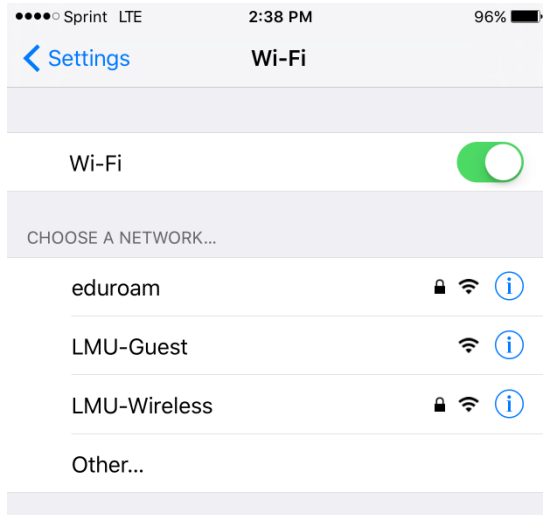 Sprint LTE 2:38 PM 96%
Settings Wi-Fi
Wi-Fi
CHOOSE A NETWORK...
eduroam
LMU-Guest
LMU-Wireless
Other...